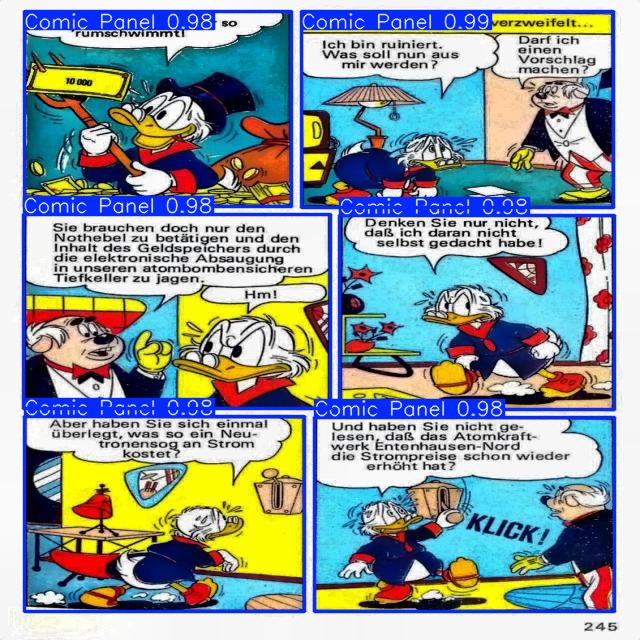 Comic Panel 0.98
so
rumschwimmt!
10 000
Comic Panel 0.99
verzweifelt...
Ich bin ruiniert.
Was soll nun aus
mir werden?
Darf ich
einen
Vorschlag
machen?
Comic Panel 0.98
Sie brauchen doch nur den
Nothebel zu betätigen und den
Inhalt des Geldspeichers durch
die elektronische Absaugung
in unseren atombombensicheren
Tiefkeller zu jagen.
Hm!
Comic Panel 0.98
Denken Sie nur nicht,
daß ich daran nicht
selbst gedacht habe!
Comic Panel 0.98
Aber haben Sie sich einmal
überlegt, was so ein Neu-
tronensog an Strom
kostet?
Comic Panel 0.98
Und haben Sie nicht ge-
lesen, daß das Atomkraft-
werk Entenhausen-Nord
die Strompreise schon wieder
erhöht hat?
KLICK!
245